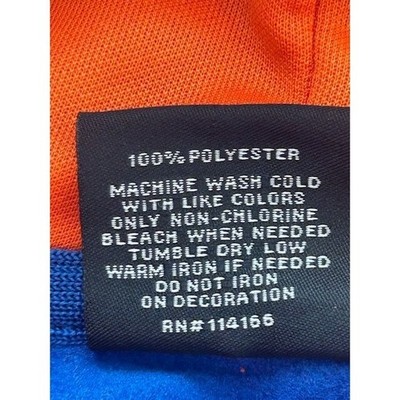 100% POLYESTER
MACHINE WASH COLD
WITH LIKE COLORS
ONLY NON-CHLORINE
BLEACH WHEN NEEDED
TUMBLE DRY LOW
WARM IRON IF NEEDED
DO NOT IRON
ON DECORATION
RN#114166